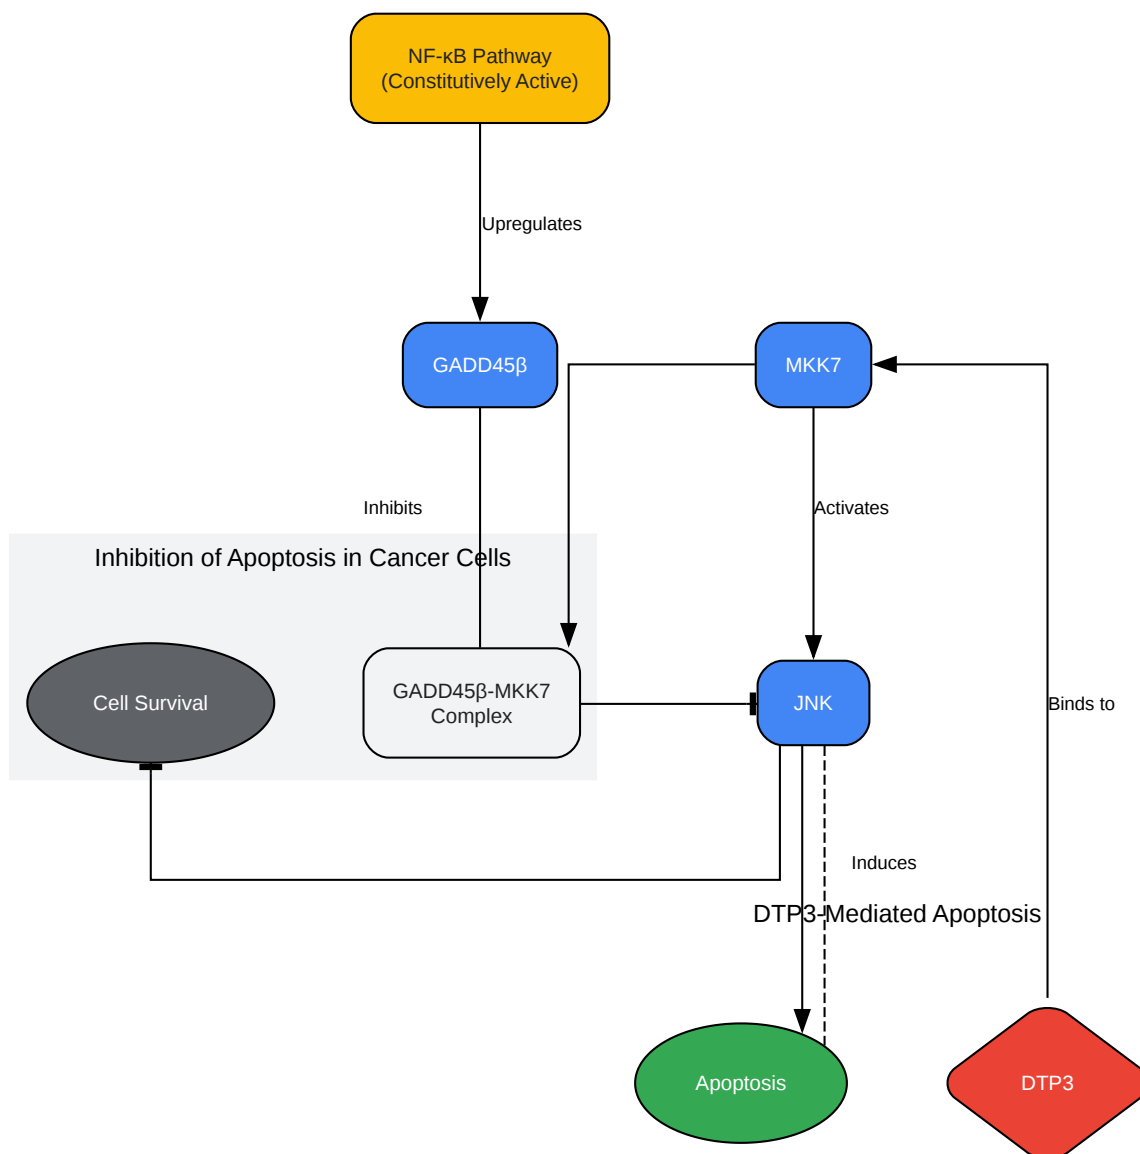 NF-κB Pathway
(Constitutively Active)
Upregulates
GADD45β
MKK7
Inhibits
Activates
Inhibition of Apoptosis in Cancer Cells
Cell Survival
GADD45β-MKK7
Complex
JNK
Binds to
Induces
DTP3-Mediated Apoptosis
Apoptosis
DTP3